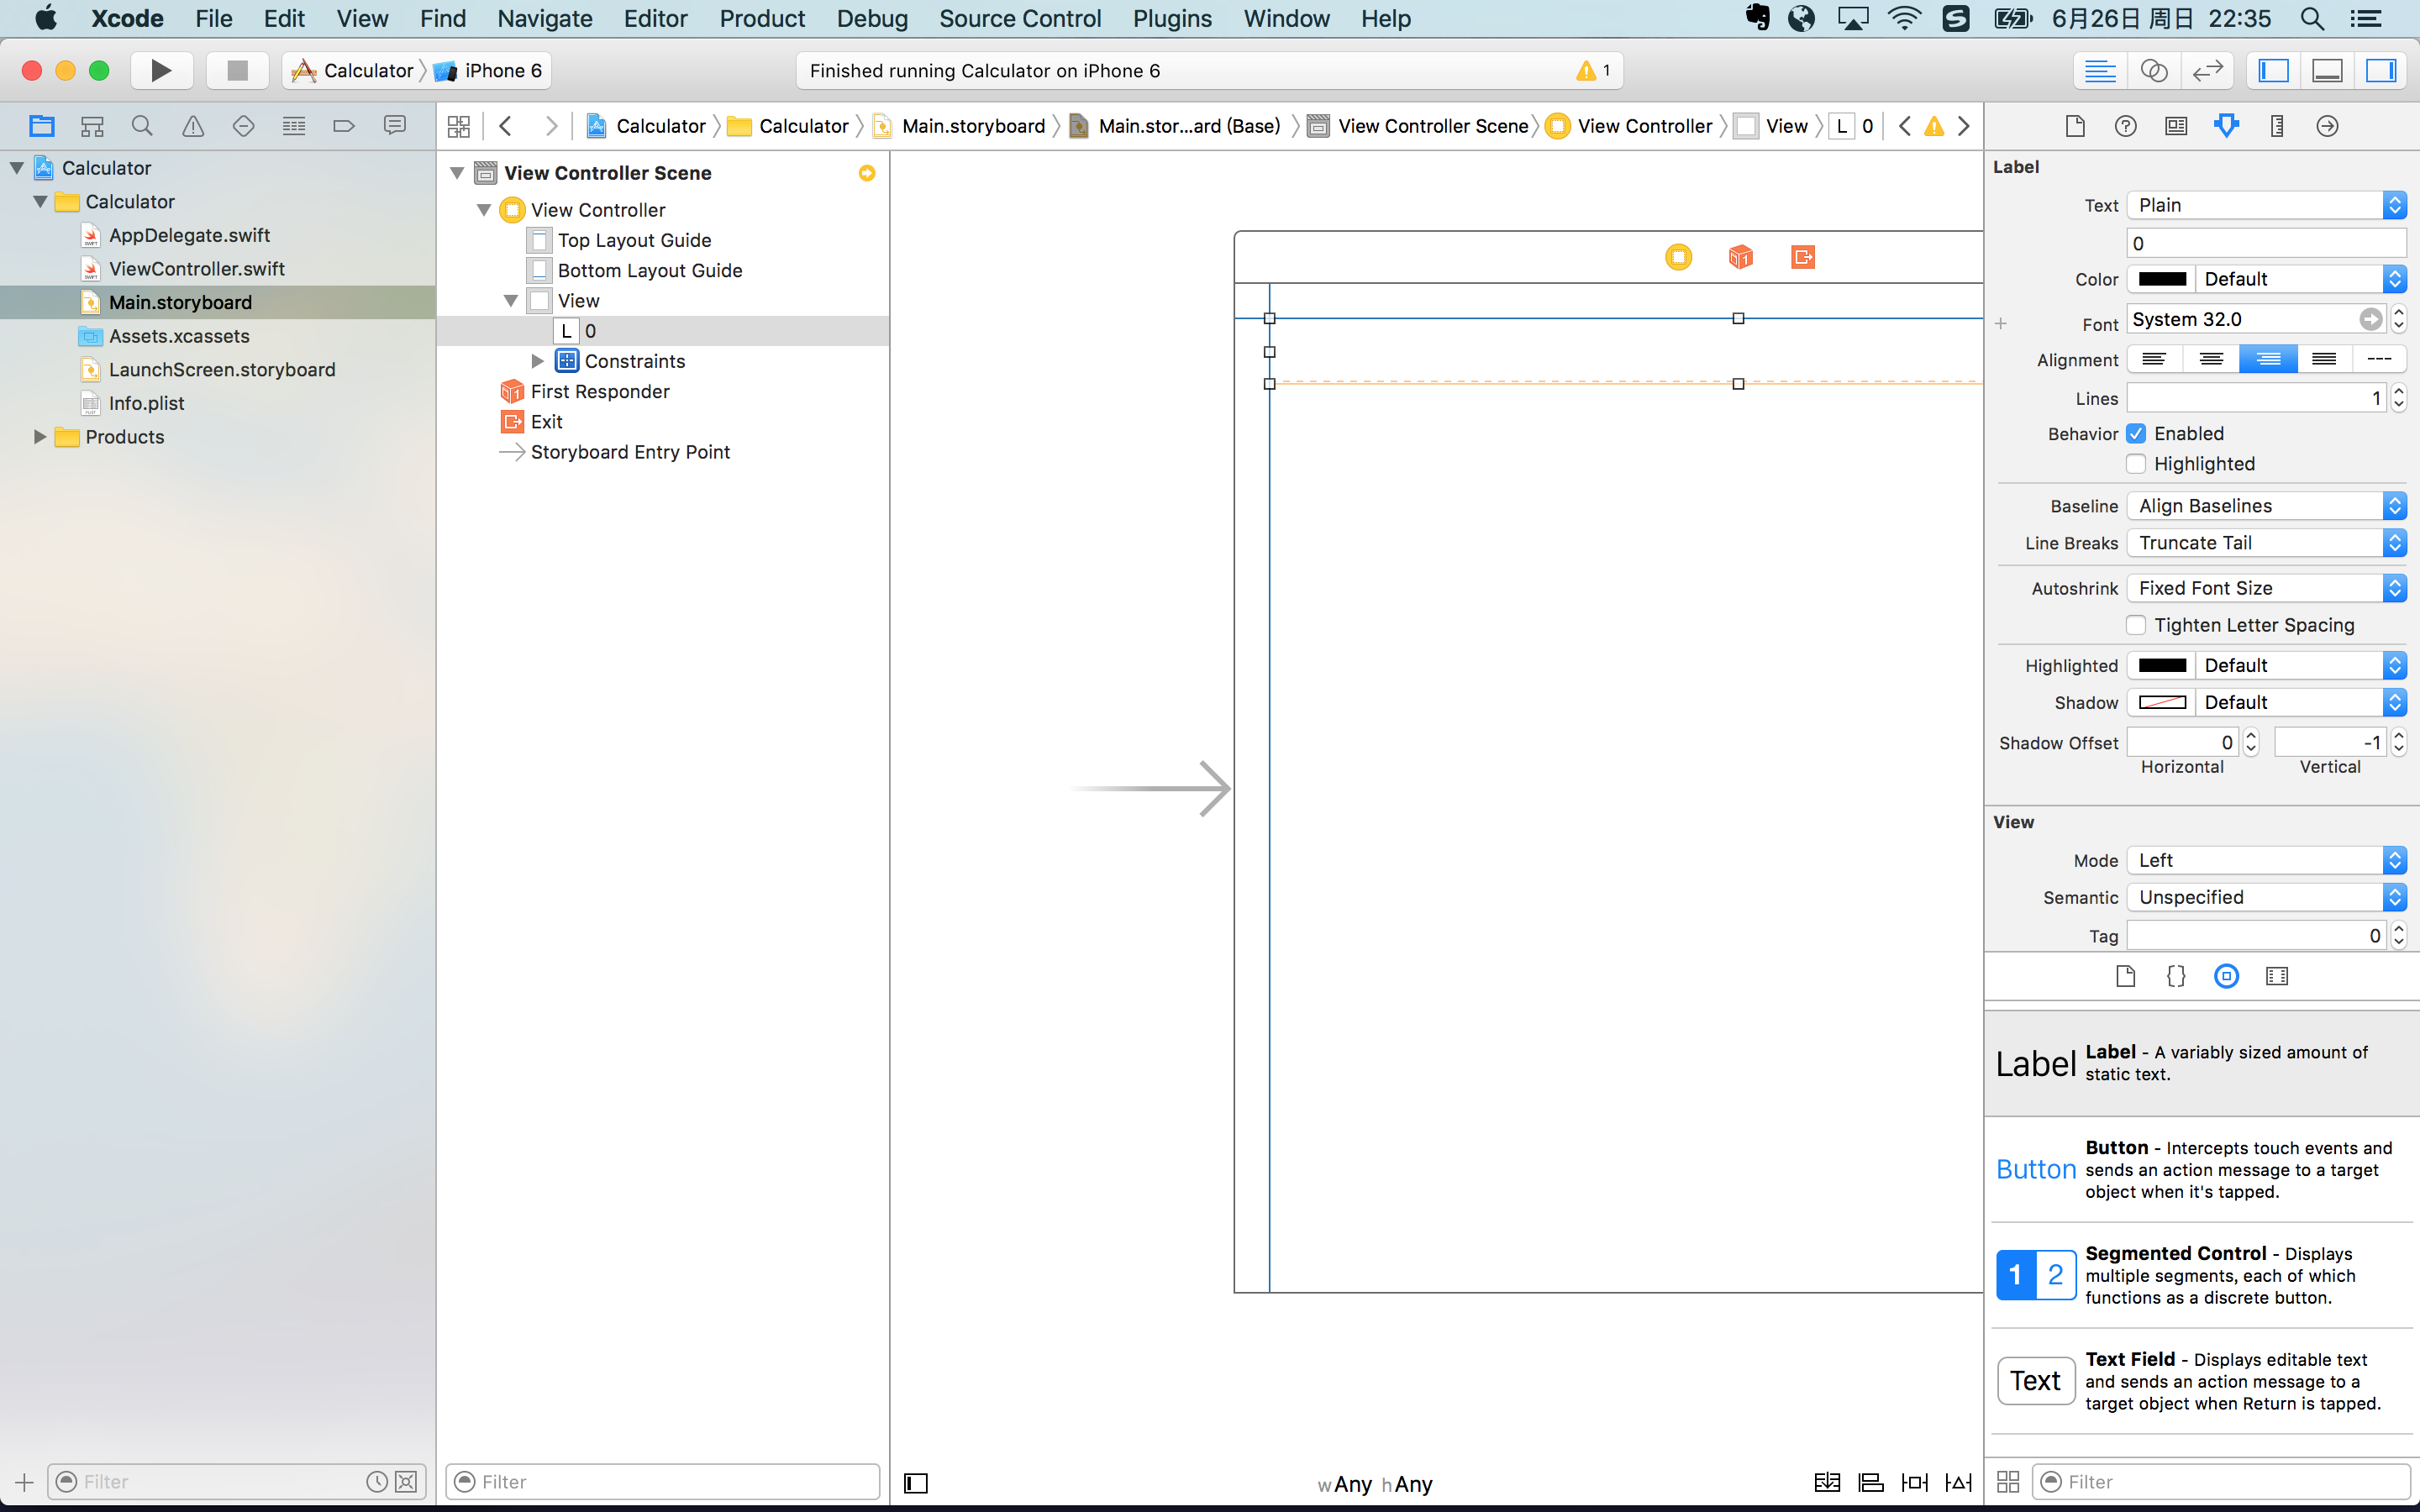 Xcode File Edit View Find Navigate Editor Product Debug Source Control Plugins Window Help 6月26日 周日 22:35
Calculator iPhone 6 Finished running Calculator on iPhone 6 1
Calculator Calculator Main.storyboard Main.stor...ard (Base) View Controller Scene View Controller View L 0
Calculator
Calculator
AppDelegate.swift
ViewController.swift
Main.storyboard
Assets.xcassets
LaunchScreen.storyboard
Info.plist
Products
Filter
View Controller Scene
View Controller
Top Layout Guide
Bottom Layout Guide
View
L 0
Constraints
First Responder
Exit
Storyboard Entry Point
Filter
wAny hAny
Label
Text Plain
0
Color Default
Font System 32.0
Alignment
Lines 1
Behavior Enabled
Highlighted
Baseline Align Baselines
Line Breaks Truncate Tail
Autoshrink Fixed Font Size
Tighten Letter Spacing
Highlighted Default
Shadow Default
Shadow Offset 0 -1
Horizontal Vertical
View
Mode Left
Semantic Unspecified
Tag 0
Label Label - A variably sized amount of
static text.
Button Button - Intercepts touch events and
sends an action message to a target
object when it's tapped.
1 2 Segmented Control - Displays
multiple segments, each of which
functions as a discrete button.
Text Text Field - Displays editable text
and sends an action message to a
target object when Return is tapped.
Filter